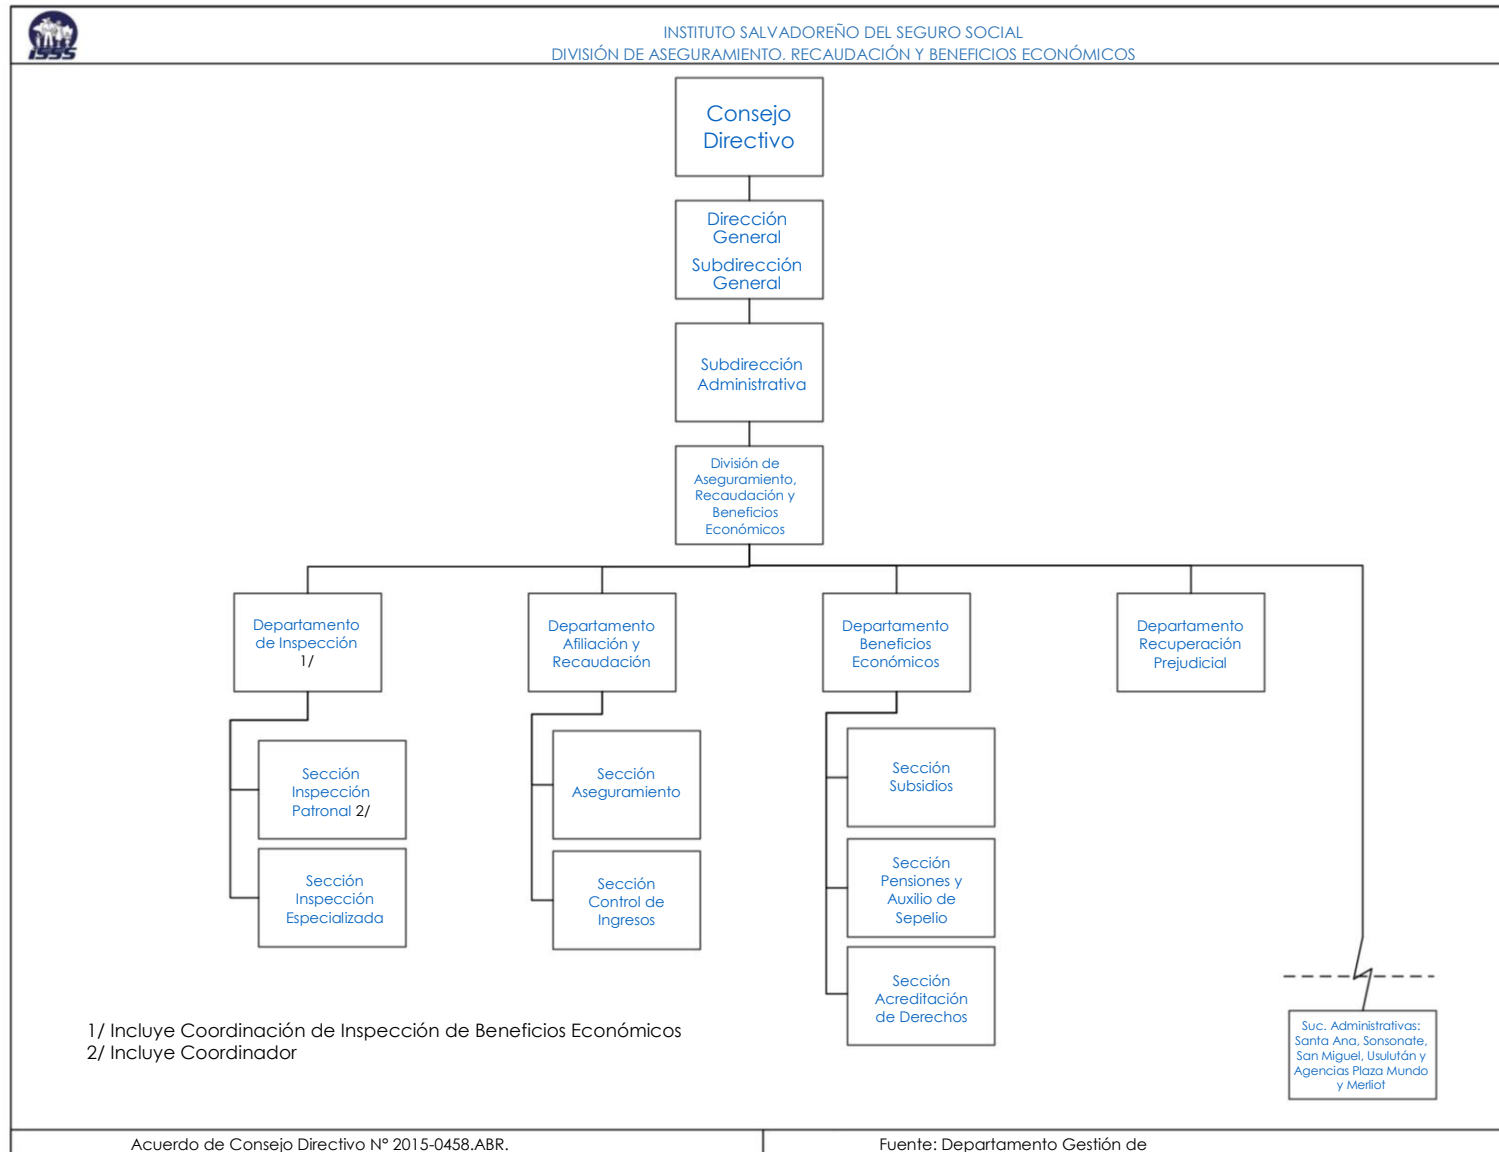 ISSS
INSTITUTO SALVADOREÑO DEL SEGURO SOCIAL
DIVISIÓN DE ASEGURAMIENTO. RECAUDACIÓN Y BENEFICIOS ECONÓMICOS
Consejo
Directivo
Dirección
General
Subdirección
General
Subdirección
Administrativa
División de
Aseguramiento,
Recaudación y
Beneficios
Económicos
Departamento
de Inspección
1/
Departamento
Afiliación y
Recaudación
Departamento
Beneficios
Económicos
Departamento
Recuperación
Prejudicial
Sección
Inspección
Patronal 2/
Sección
Inspección
Especializada
Sección
Aseguramiento
Sección
Control de
Ingresos
Sección
Subsidios
Sección
Pensiones y
Auxilio de
Sepelio
Sección
Acreditación
de Derechos
Suc. Administrativas:
Santa Ana, Sonsonate,
San Miguel, Usulután y
Agencias Plaza Mundo
y Merliot
1/ Incluye Coordinación de Inspección de Beneficios Económicos
2/ Incluye Coordinador
Acuerdo de Consejo Directivo N° 2015-0458.ABR.
Fuente: Departamento Gestión de